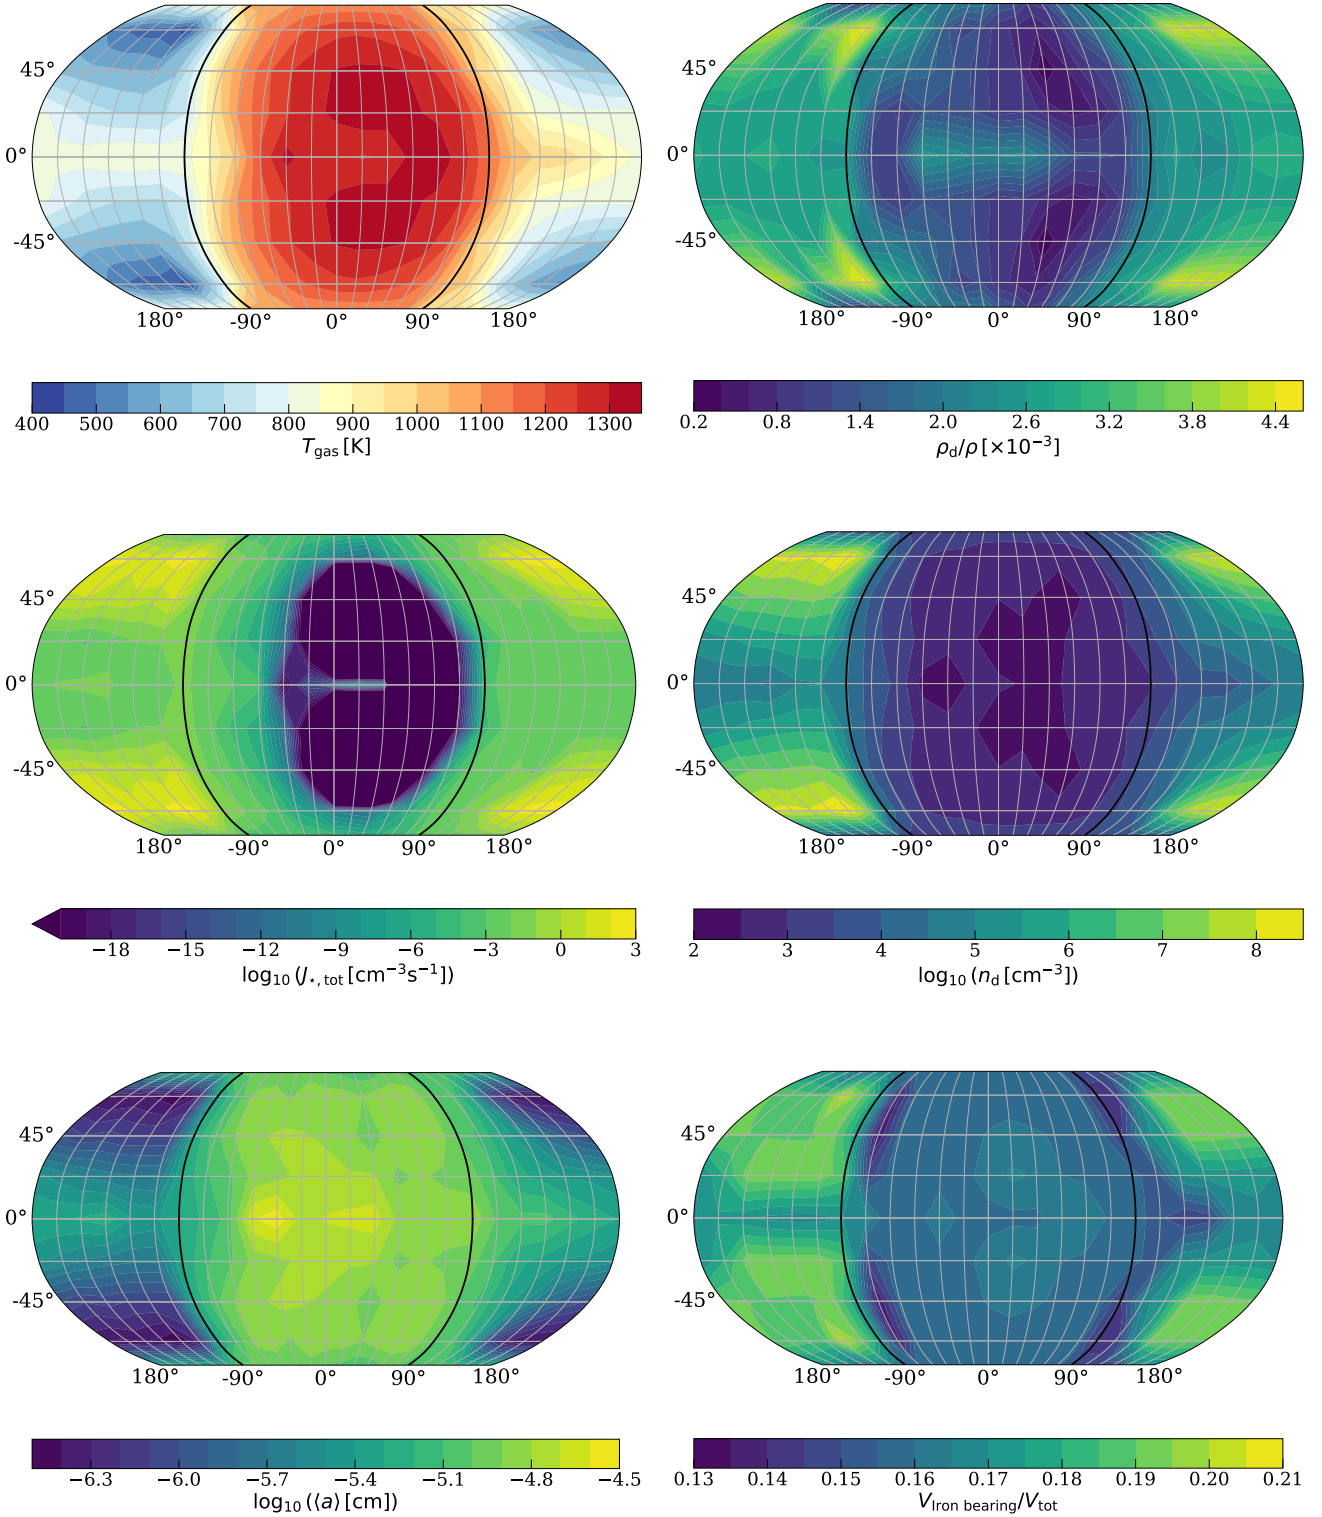 45°
45°
0°
0°
-45°
-45°
180° -90° 0° 90° 180°
180° -90° 0° 90° 180°
400 500 600 700 800 900 1000 1100 1200 1300
T_gas [K]
0.2 0.8 1.4 2.0 2.6 3.2 3.8 4.4
ρ_d/ρ [×10⁻³]
45°
45°
0°
0°
-45°
-45°
180° -90° 0° 90° 180°
180° -90° 0° 90° 180°
−18 −15 −12 −9 −6 −3 0 3
log₁₀ (J⋆, tot [cm⁻³s⁻¹])
2 3 4 5 6 7 8
log₁₀ (n_d [cm⁻³])
45°
45°
0°
0°
-45°
-45°
180° -90° 0° 90° 180°
180° -90° 0° 90° 180°
−6.3 −6.0 −5.7 −5.4 −5.1 −4.8 −4.5
log₁₀ (⟨a⟩ [cm])
0.13 0.14 0.15 0.16 0.17 0.18 0.19 0.20 0.21
V_Iron bearing/V_tot